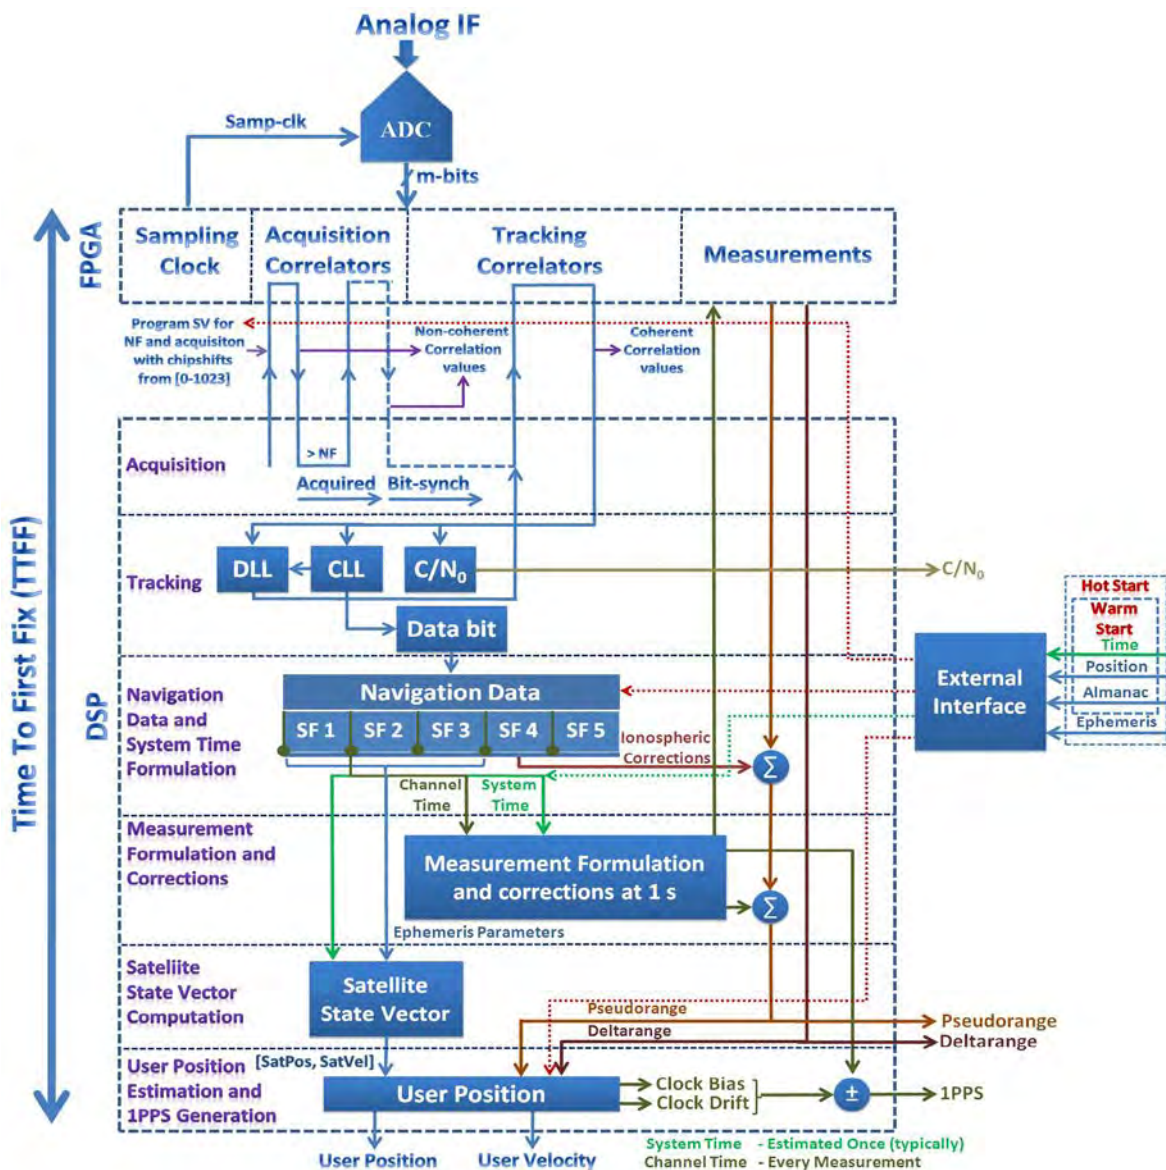 Analog IF
ADC
Samp-clk
m-bits
Time To First Fix (TTFF)
FPGA
DSP
Sampling
Clock
Acquisition
Correlators
Tracking
Correlators
Measurements
Program SV for
NF and acquisiton
with chipshifts
from [0-1023]
Non-coherent
Correlation
values
Coherent
Correlation
values
Acquisition
> NF
Acquired
Bit-synch
Tracking
DLL
CLL
C/N0
C/N0
Data bit
Hot Start
Warm
Start
Time
Position
Almanac
Ephemeris
External
Interface
Navigation
Data and
System Time
Formulation
Navigation Data
SF 1
SF 2
SF 3
SF 4
SF 5
Ionospheric
Corrections
Σ
Channel
Time
System
Time
Measurement
Formulation and
Corrections
Measurement Formulation
and corrections at 1 s
Σ
Ephemeris Parameters
Sateliite
State Vector
Computation
Satellite
State Vector
Pseudorange
Deltarange
Pseudorange
Deltarange
User Position
Estimation and
1PPS Generation
[SatPos, SatVel]
User Position
Clock Bias
Clock Drift
±
1PPS
User Position
User Velocity
System Time - Estimated Once (typically)
Channel Time - Every Measurement